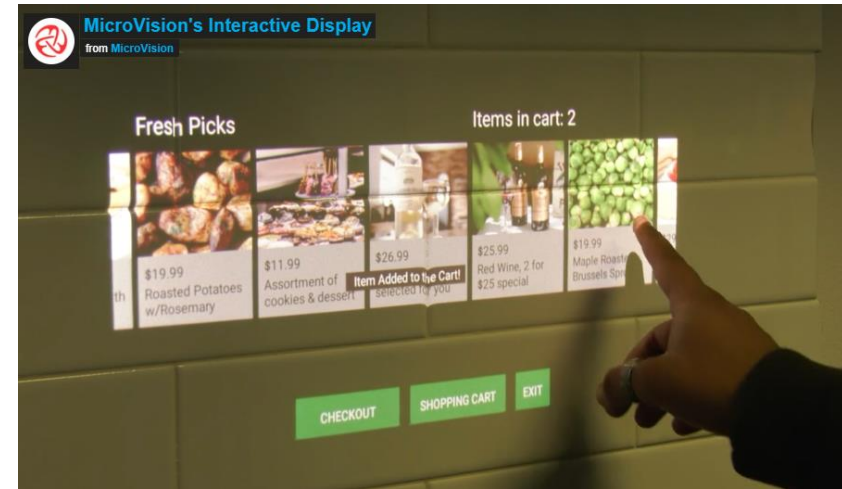 MicroVision's Interactive Display
from MicroVision
Fresh Picks
Items in cart: 2
th
$19.99
Roasted Potatoes
w/Rosemary
$11.99
Assortment of
cookies & dessert
$26.99
selected for you
Item Added to the Cart!
$25.99
Red Wine, 2 for
$25 special
$19.99
Maple Roaste
Brussels Spr
CHECKOUT
SHOPPING CART
EXIT